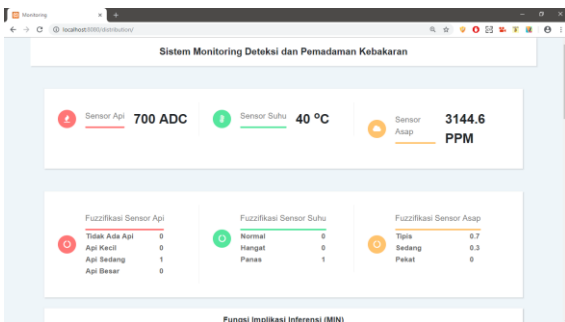 Monitoring
localhost:8080/distribution/
Sistem Monitoring Deteksi dan Pemadaman Kebakaran
Sensor Api 700 ADC
Sensor Suhu 40 °C
Sensor Asap 3144.6 PPM
Fuzzifikasi Sensor Api
Tidak Ada Api 0
Api Kecil 0
Api Sedang 1
Api Besar 0
Fuzzifikasi Sensor Suhu
Normal 0
Hangat 0
Panas 1
Fuzzifikasi Sensor Asap
Tipis 0.7
Sedang 0.3
Pekat 0
Fungsi Implikasi Inferensi (MIN)